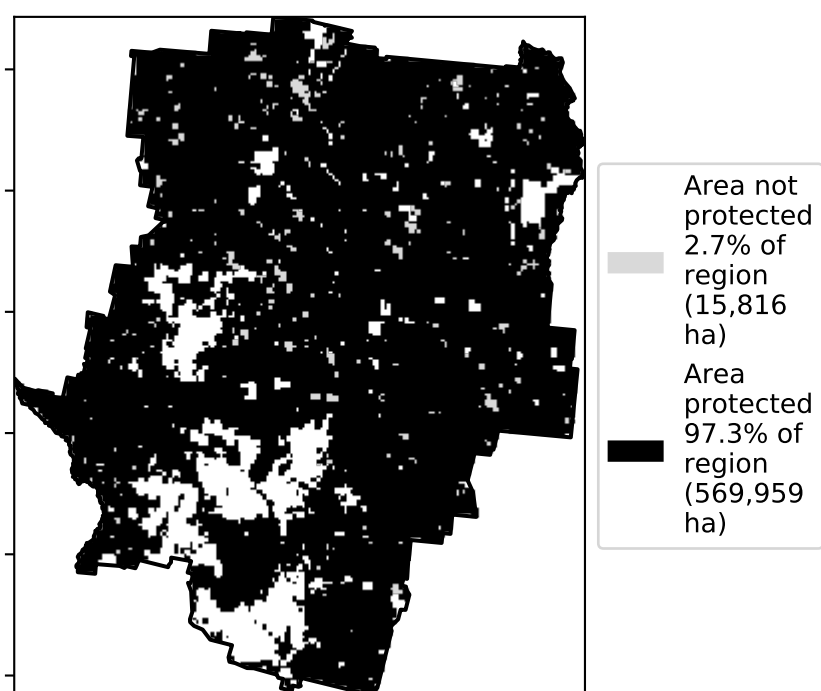 Area not
protected
2.7% of
region
(15,816
ha)
Area
protected
97.3% of
region
(569,959
ha)